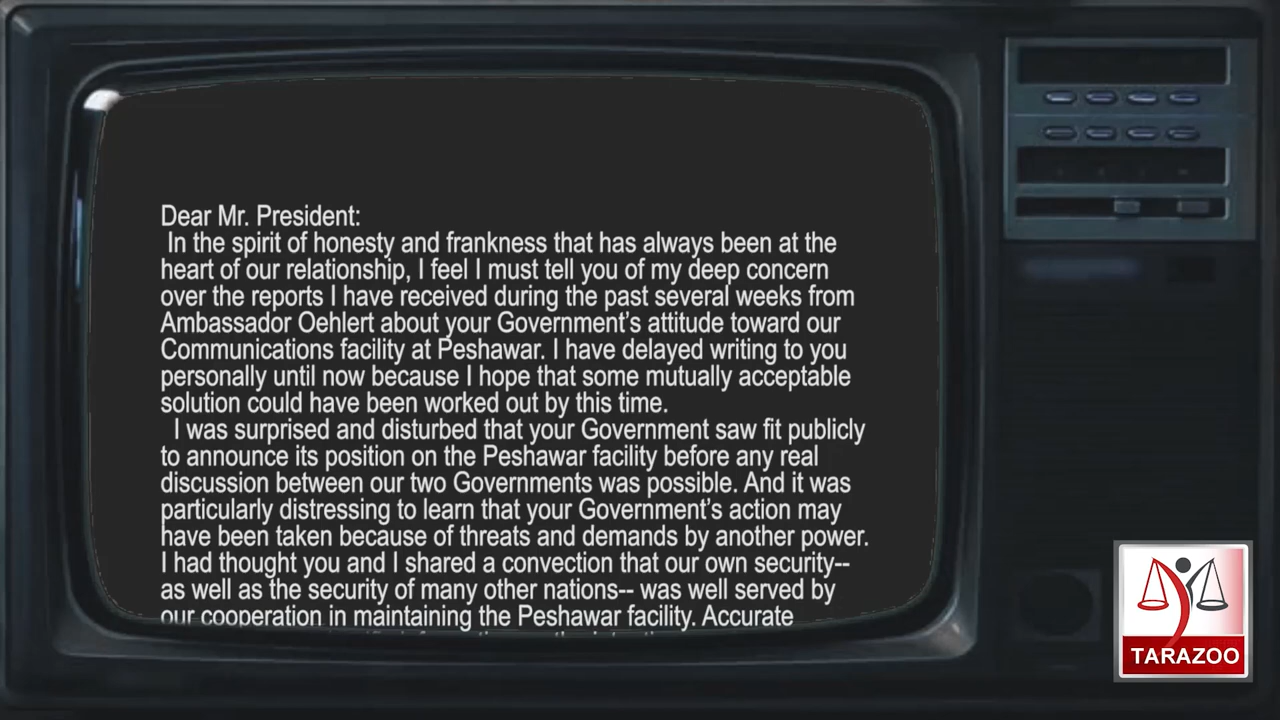 Dear Mr. President:
In the spirit of honesty and frankness that has always been at the
heart of our relationship, I feel I must tell you of my deep concern
over the reports I have received during the past several weeks from
Ambassador Oehlert about your Government's attitude toward our
Communications facility at Peshawar. I have delayed writing to you
personally until now because I hope that some mutually acceptable
solution could have been worked out by this time.
I was surprised and disturbed that your Government saw fit publicly
to announce its position on the Peshawar facility before any real
discussion between our two Governments was possible. And it was
particularly distressing to learn that your Government's action may
have been taken because of threats and demands by another power.
I had thought you and I shared a convection that our own security--
as well as the security of many other nations-- was well served by
our cooperation in maintaining the Peshawar facility. Accurate
TARAZOO